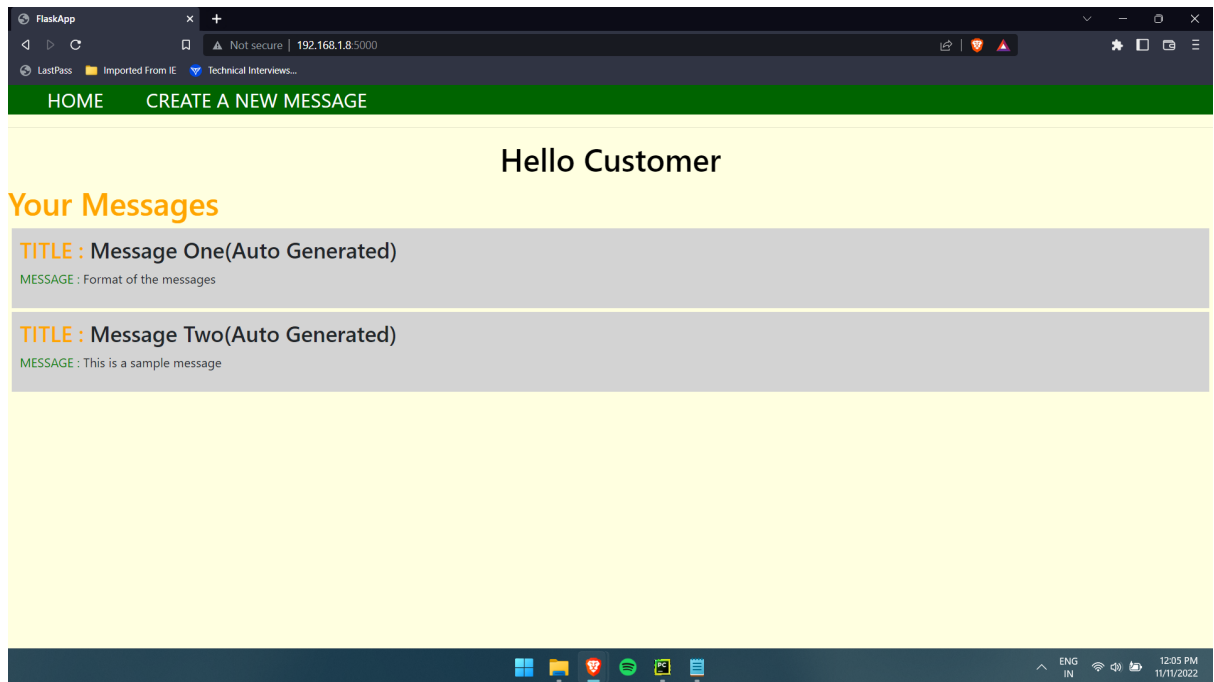 FlaskApp
Not secure | 192.168.1.8:5000
LastPass Imported From IE Technical Interviews...
HOME CREATE A NEW MESSAGE
Hello Customer
Your Messages
TITLE : Message One(Auto Generated)
MESSAGE : Format of the messages
TITLE : Message Two(Auto Generated)
MESSAGE : This is a sample message
PC
ENG
IN
12:05 PM
11/11/2022